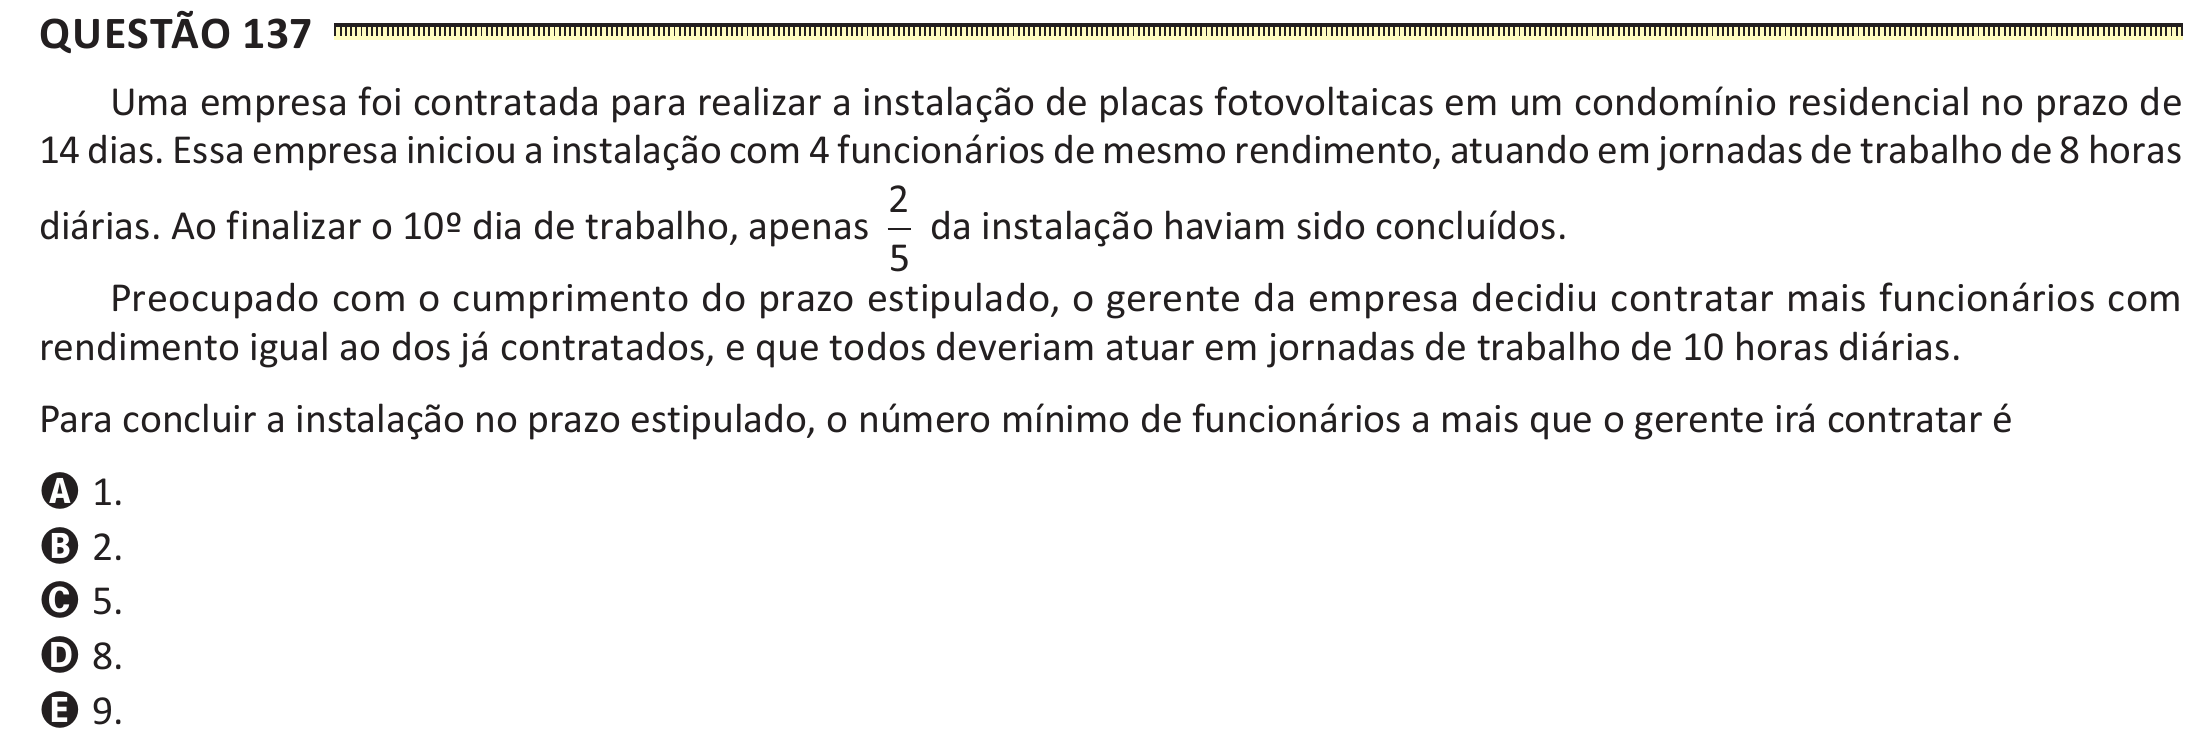 QUESTÃO 137
Uma empresa foi contratada para realizar a instalação de placas fotovoltaicas em um condomínio residencial no prazo de
14 dias. Essa empresa iniciou a instalação com 4 funcionários de mesmo rendimento, atuando em jornadas de trabalho de 8 horas
diárias. Ao finalizar o 10º dia de trabalho, apenas 2/5 da instalação haviam sido concluídos.
Preocupado com o cumprimento do prazo estipulado, o gerente da empresa decidiu contratar mais funcionários com
rendimento igual ao dos já contratados, e que todos deveriam atuar em jornadas de trabalho de 10 horas diárias.
Para concluir a instalação no prazo estipulado, o número mínimo de funcionários a mais que o gerente irá contratar é
A 1.
B 2.
C 5.
D 8.
E 9.